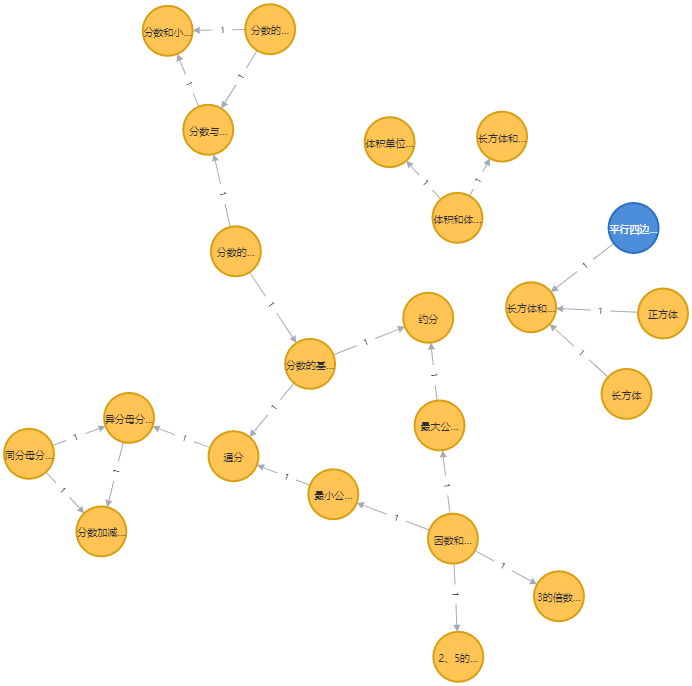 分数和小...
1
分数的...
1
1
分数与...
体积单位...
长方体和...
1
1
1
体积和体...
平行四边...
分数的...
1
长方体和...
1
正方体
1
约分
1
1
分数的基...
1
1
长方体
1
最大公...
异分母分...
1
1
同分母分...
通分
1
1
1
1
最小公...
1
分数加减...
因数和...
1
1
3的倍数...
2、5的...